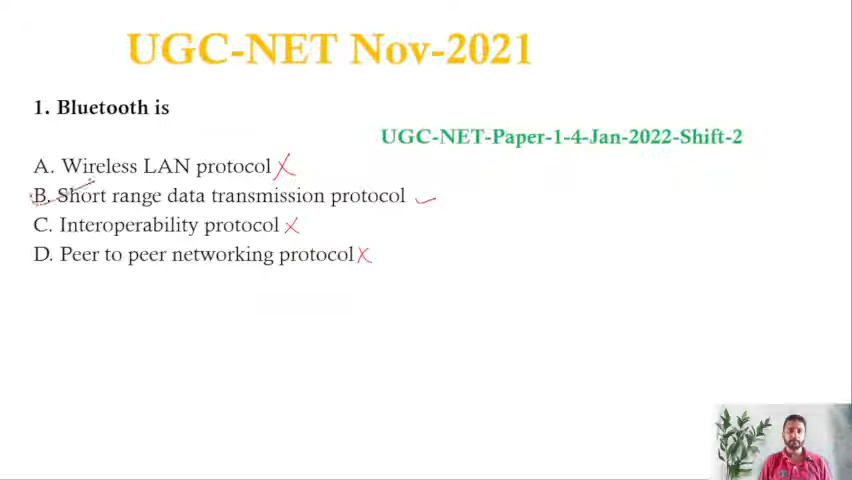 UGC-NET Nov-2021
1. Bluetooth is
UGC-NET-Paper-1-4-Jan-2022-Shift-2
A. Wireless LAN protocol
B. Short range data transmission protocol
C. Interoperability protocol
D. Peer to peer networking protocol